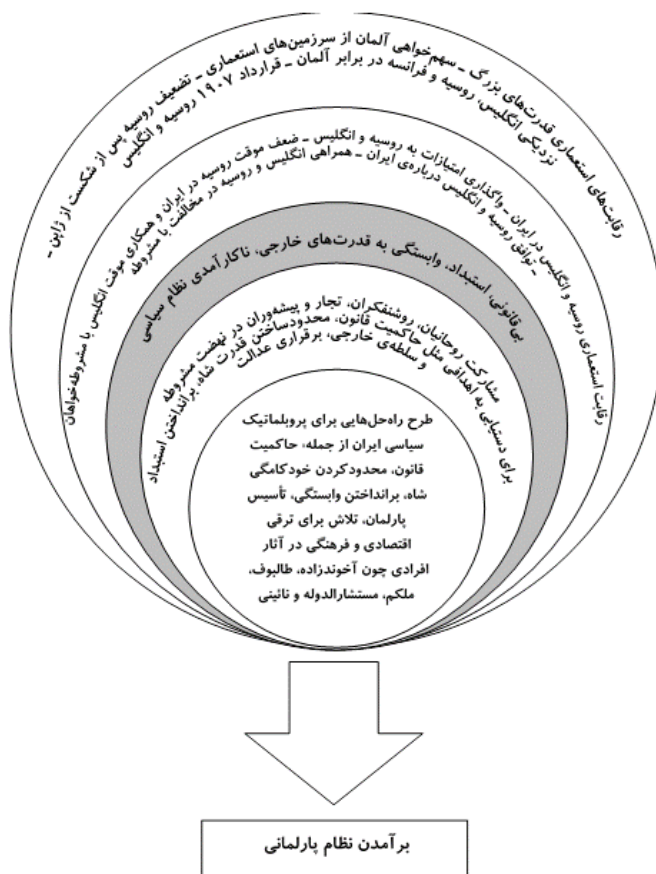 رقابت‌های استعماری قدرت‌های بزرگ – سهم‌خواهی آلمان از سرزمین‌های استعماری – تضعیف روسیه پس از شکست از ژاپن –
نزدیکی انگلیس، روسیه و فرانسه در برابر آلمان – قرارداد ۱۹۰۷ روسیه و انگلیس
رقابت استعماری روسیه و انگلیس در ایران – واگذاری امتیازات به روسیه و انگلیس – ضعف موقت روسیه در ایران و همکاری موقت انگلیس با مشروطه‌خواهان
– توافق روسیه و انگلیس درباره‌ی ایران – همراهی انگلیس و روسیه در مخالفت با مشروطه
بی‌قانونی، استبداد، وابستگی به قدرت‌های خارجی، ناکارآمدی نظام سیاسی
مشارکت روحانیان، روشنفکران، تجار و پیشه‌وران در نهضت مشروطه
برای دستیابی به اهدافی مثل حاکمیت قانون، محدودساختن قدرت شاه، برانداختن استبداد
و سلطه‌ی خارجی، برقراری عدالت
طرح راه‌حل‌هایی برای پروبلماتیک
سیاسی ایران از جمله، حاکمیت
قانون، محدودکردن خودکامگی
شاه، برانداختن وابستگی، تأسیس
پارلمان، تلاش برای ترقی
اقتصادی و فرهنگی در آثار
افرادی چون آخوندزاده، طالبوف،
ملکم، مستشارالدوله و نائینی
برآمدن نظام پارلمانی